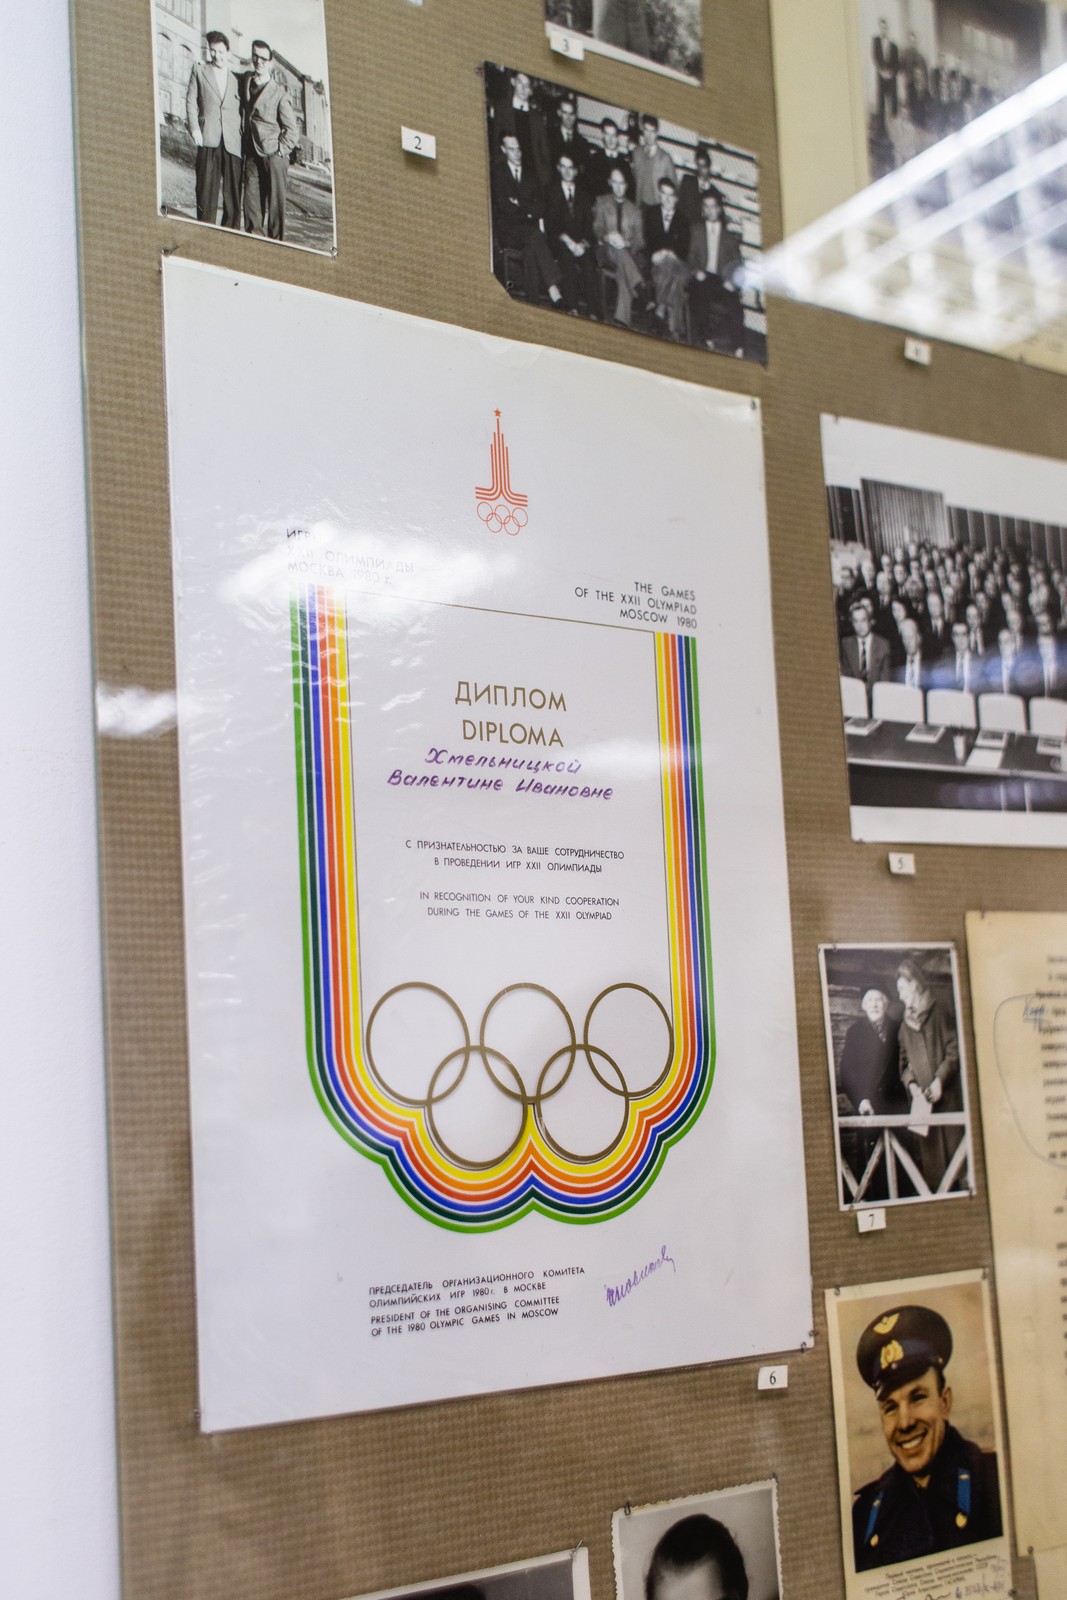 3
2
4
ИГР
XXII ОЛИМПИАДЫ
МОСКВА 1980 г.
THE GAMES
OF THE XXII OLYMPIAD
MOSCOW 1980
ДИПЛОМ
DIPLOMA
Хмельницкой
Валентине Ивановне
С ПРИЗНАТЕЛЬНОСТЬЮ ЗА ВАШЕ СОТРУДНИЧЕСТВО
В ПРОВЕДЕНИИ ИГР XXII ОЛИМПИАДЫ
IN RECOGNITION OF YOUR KIND COOPERATION
DURING THE GAMES OF THE XXII OLYMPIAD
ПРЕДСЕДАТЕЛЬ ОРГАНИЗАЦИОННОГО КОМИТЕТА
ОЛИМПИЙСКИХ ИГР 1980 г. В МОСКВЕ
PRESIDENT OF THE ORGANISING COMMITTEE
OF THE 1980 OLYMPIC GAMES IN MOSCOW
5
7
6